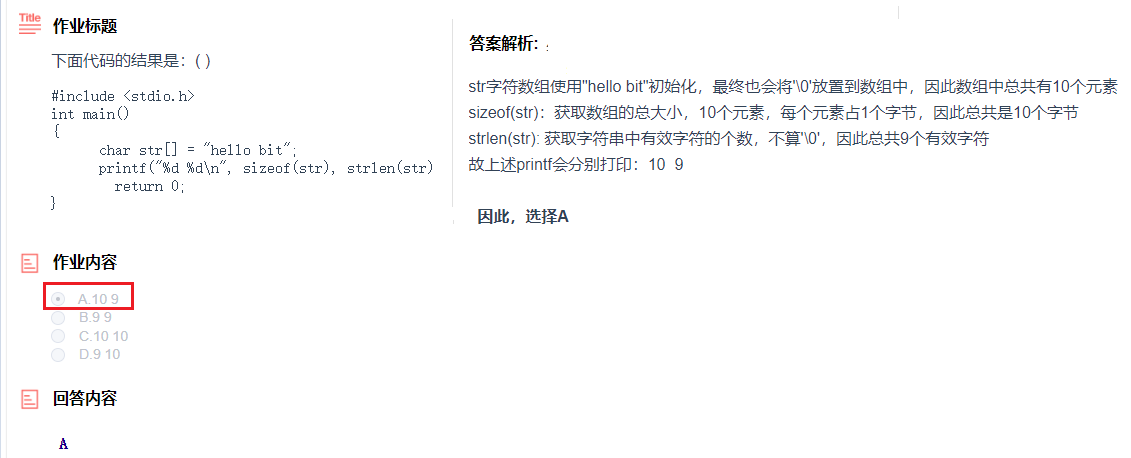 Title
作业标题
下面代码的结果是：( )
#include <stdio.h>
int main()
{
char str[] = "hello bit";
printf("%d %d\n", sizeof(str), strlen(str)
return 0;
}
作业内容
A.10 9
B.9 9
C.10 10
D.9 10
回答内容
A
答案解析：:
str字符数组使用"hello bit"初始化，最终也会将'\0'放置到数组中，因此数组中总共有10个元素
sizeof(str)：获取数组的总大小，10个元素，每个元素占1个字节，因此总共是10个字节
strlen(str): 获取字符串中有效字符的个数，不算'\0'，因此总共9个有效字符
故上述printf会分别打印：10 9
因此，选择A